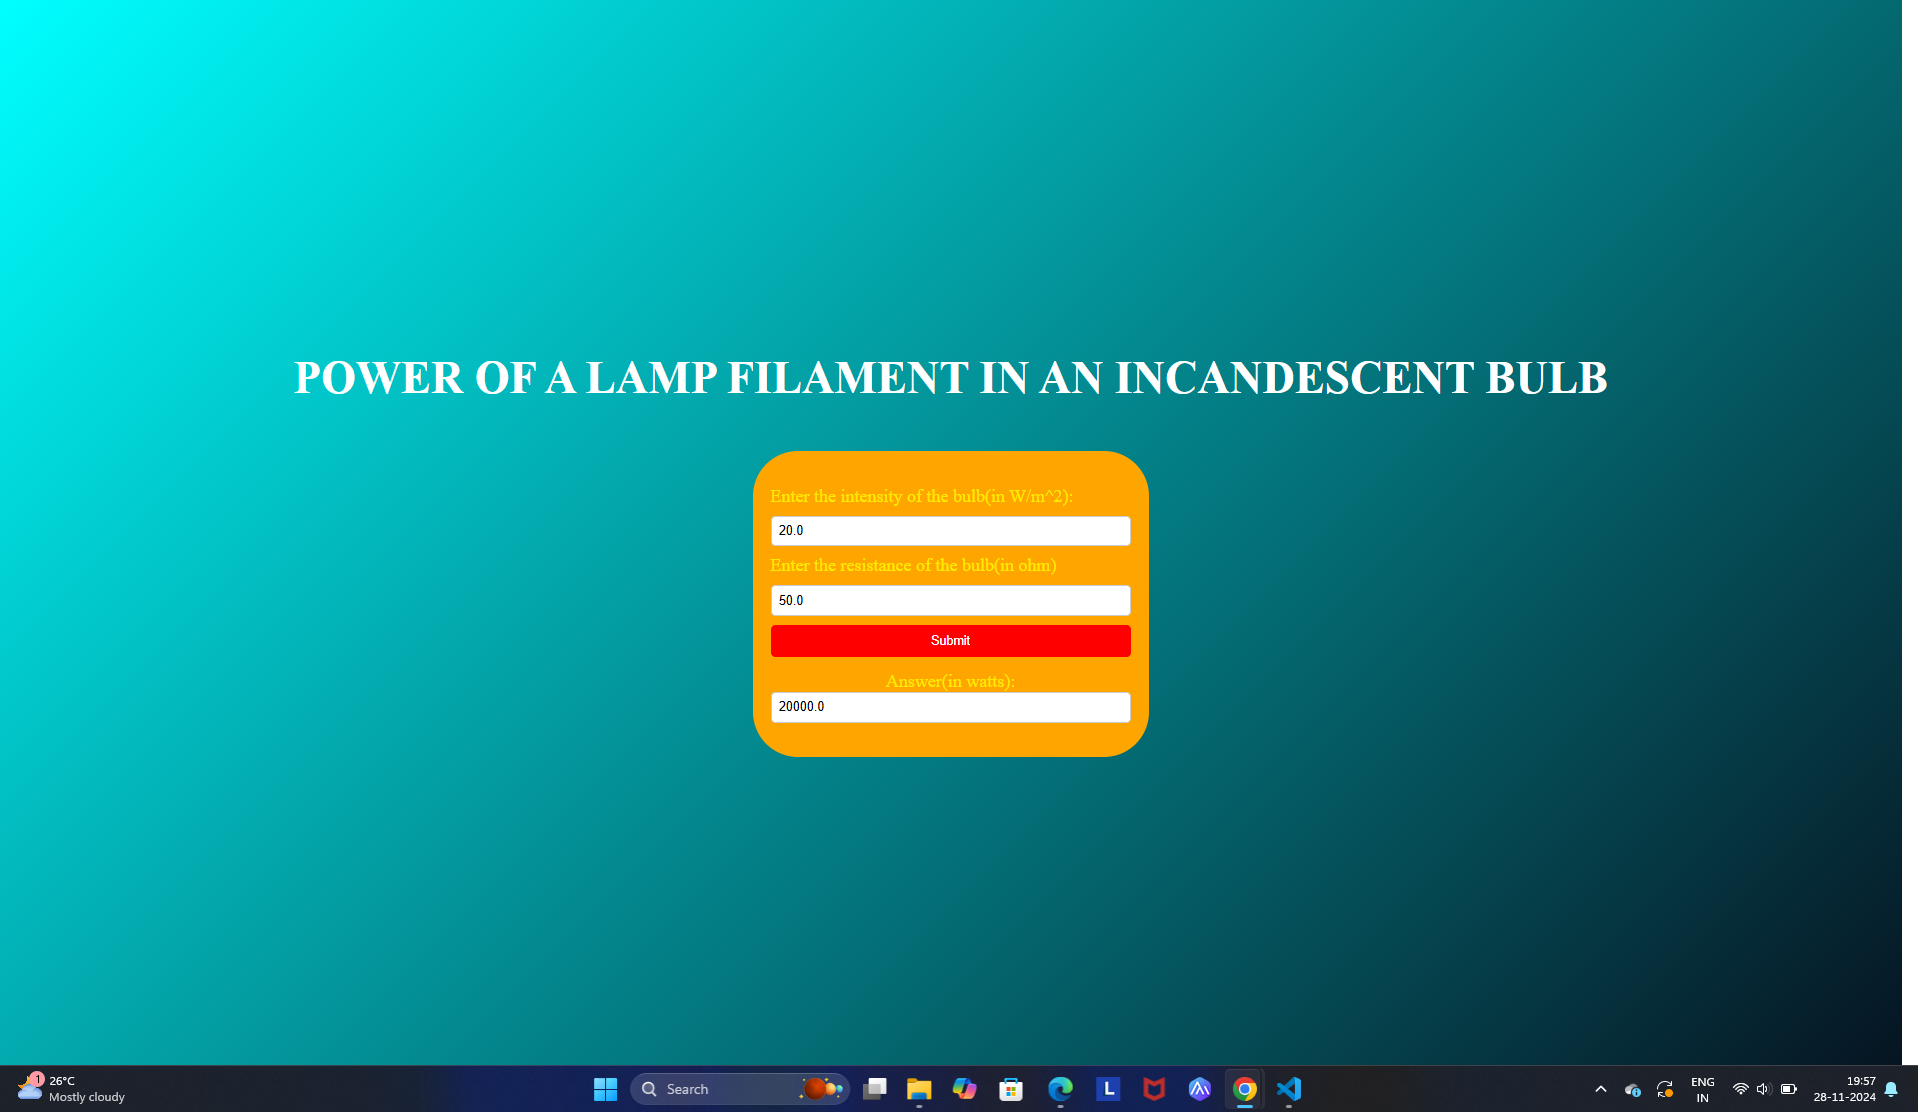 POWER OF A LAMP FILAMENT IN AN INCANDESCENT BULB
Enter the intensity of the bulb(in W/m^2):
20.0
Enter the resistance of the bulb(in ohm)
50.0
Submit
Answer(in watts):
20000.0
1
26°C
Mostly cloudy
Search
L
ENG
IN
19:57
28-11-2024